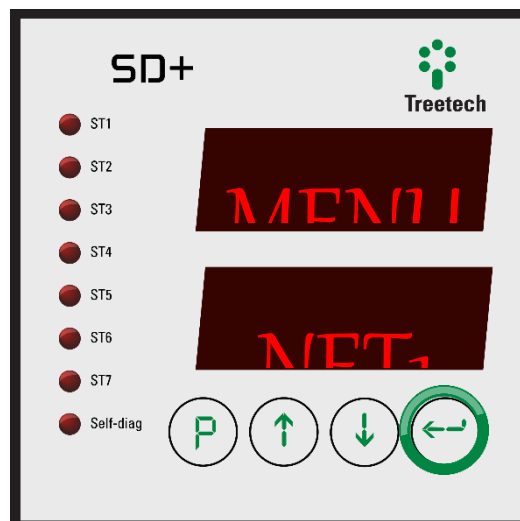 SD+
Treetech
ST1
ST2
ST3
ST4
ST5
ST6
ST7
Self-diag
MENU
NET1
P